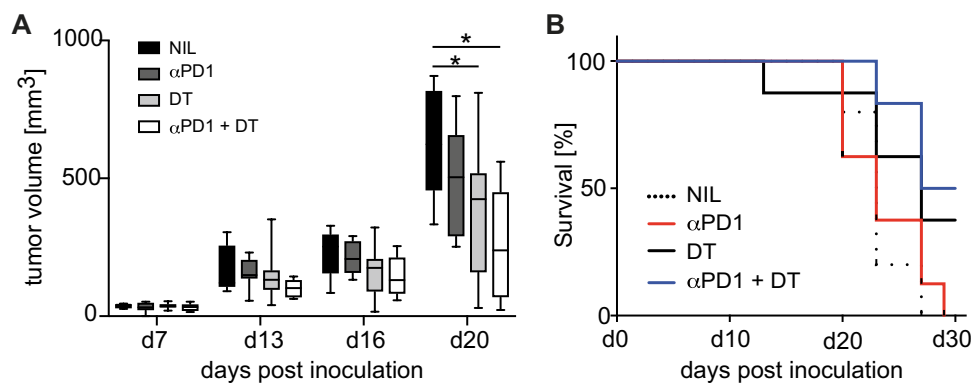 A
tumor volume [mm³]
1000
500
0
NIL
αPD1
DT
αPD1 + DT
*
*
d7 d13 d16 d20
days post inoculation
B
Survival [%]
100
50
0
NIL
αPD1
DT
αPD1 + DT
d0 d10 d20 d30
days post inoculation